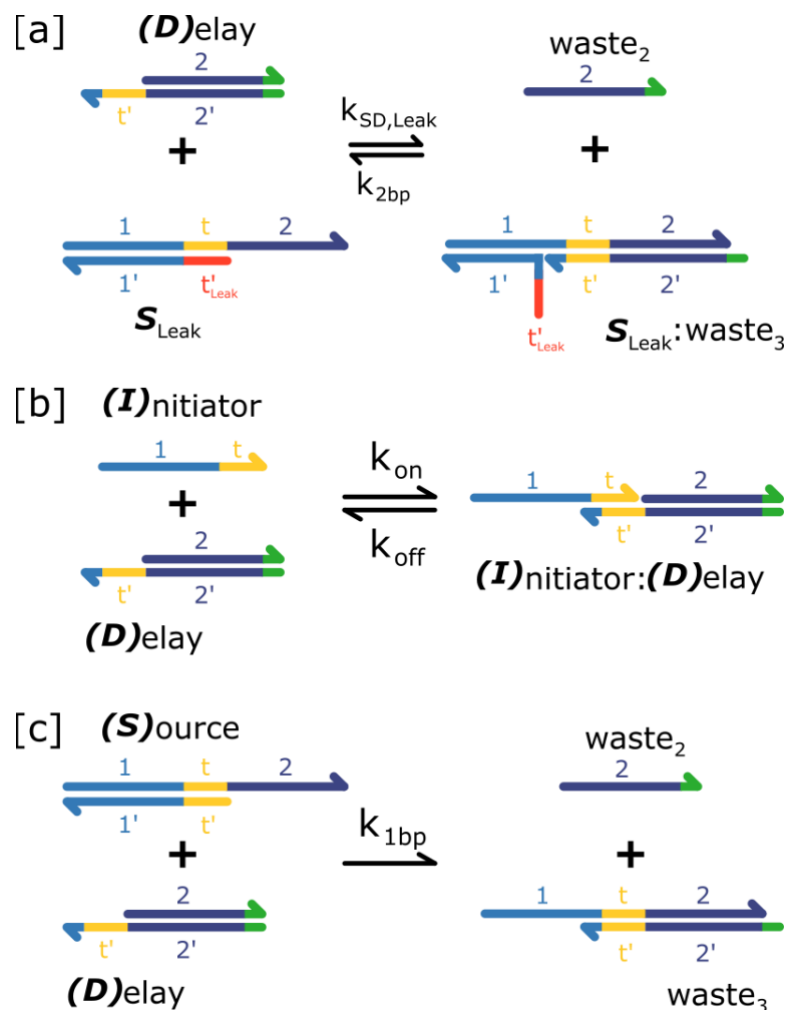 [a]
(D)elay
2
t' 2'
+
1 t 2
1' t'Leak
SLeak
kSD,Leak
k2bp
waste2
2
+
1 t 2
1' t' 2'
t'Leak
SLeak:waste3
[b] (I)nitiator
1 t
+
2
t' 2'
(D)elay
kon
koff
1 t 2
t' 2'
(I)nitiator:(D)elay
[c] (S)ource
1 t 2
1' t'
+
2
t' 2'
(D)elay
k1bp
waste2
2
+
1 t 2
t' 2'
waste3